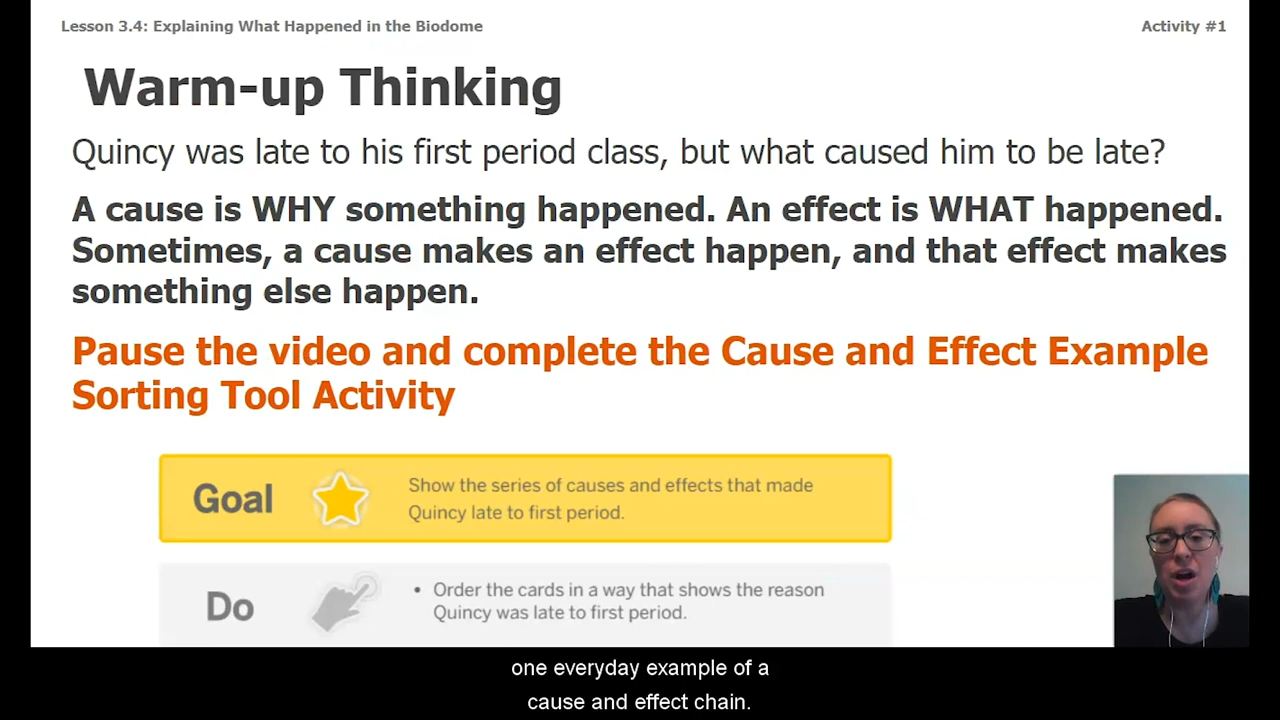 Lesson 3.4: Explaining What Happened in the Biodome
Activity #1
Warm-up Thinking
Quincy was late to his first period class, but what caused him to be late?
A cause is WHY something happened. An effect is WHAT happened.
Sometimes, a cause makes an effect happen, and that effect makes
something else happen.
Pause the video and complete the Cause and Effect Example
Sorting Tool Activity
Goal
Show the series of causes and effects that made
Quincy late to first period.
Do
• Order the cards in a way that shows the reason
Quincy was late to first period.
one everyday example of a
cause and effect chain.